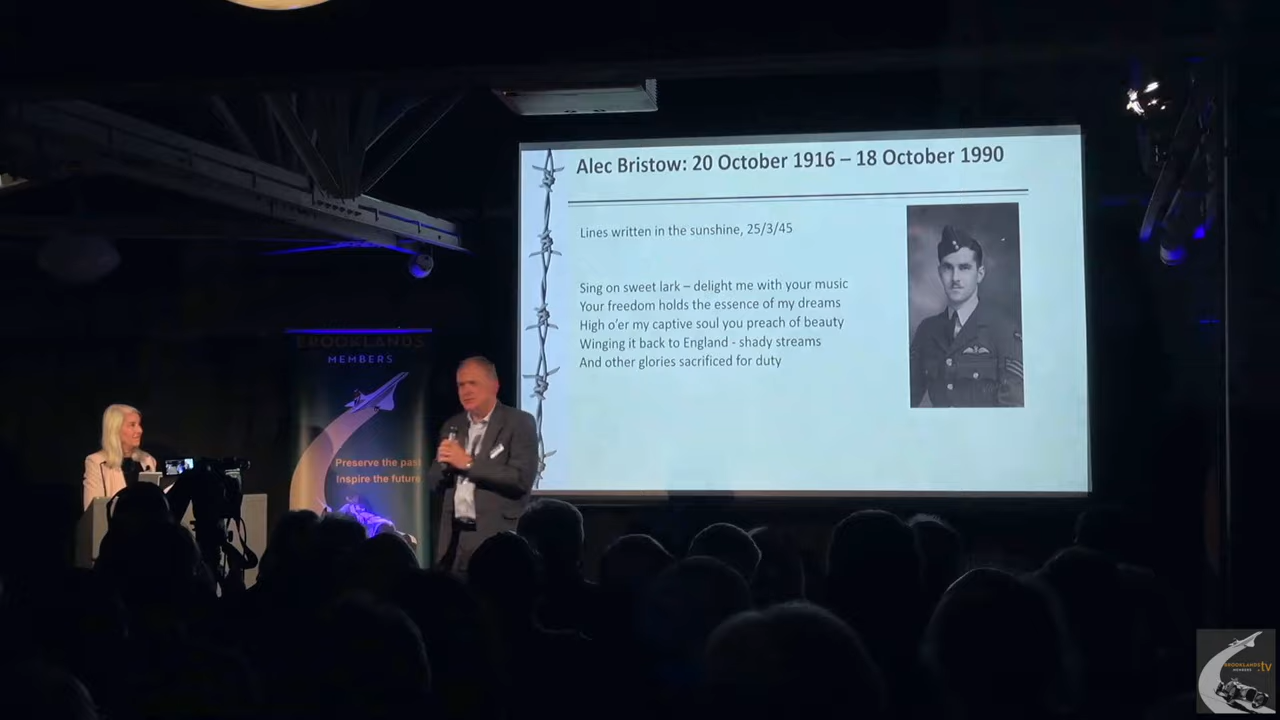 Alec Bristow: 20 October 1916 – 18 October 1990
Lines written in the sunshine, 25/3/45
Sing on sweet lark – delight me with your music
Your freedom holds the essence of my dreams
High o'er my captive soul you preach of beauty
Winging it back to England - shady streams
And other glories sacrificed for duty
BROOKLANDS
MEMBERS
Preserve the past
Inspire the future
BROOKLANDS
MEMBERS
.tv